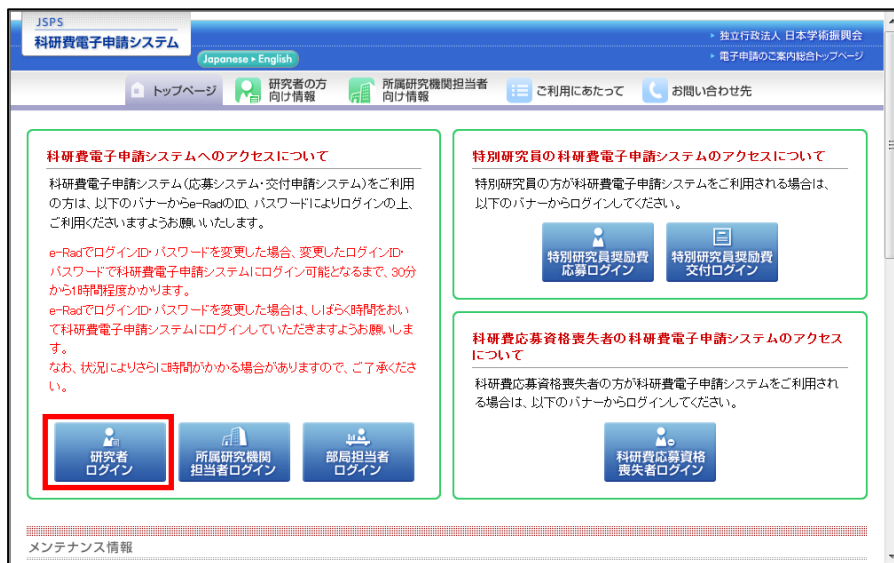 JSPS
科研費電子申請システム
Japanese ▸ English
独立行政法人 日本学術振興会
電子申請のご案内総合トップページ
トップページ
研究者の方
向け情報
所属研究機関担当者
向け情報
ご利用にあたって
お問い合わせ先
科研費電子申請システムへのアクセスについて
科研費電子申請システム(応募システム・交付申請システム)をご利用
の方は、以下のバナーからe-RadのID、パスワードによりログインの上、
ご利用くださいますようお願いいたします。
e-RadでログインID・パスワードを変更した場合、変更したログインID・
パスワードで科研費電子申請システムにログイン可能となるまで、30分
から1時間程度かかります。
e-RadでログインID・パスワードを変更した場合は、しばらく時間をおい
て科研費電子申請システムにログインしていただきますようお願いしま
す。
なお、状況によりさらに時間がかかる場合がありますので、ご了承くださ
い。
研究者
ログイン
所属研究機関
担当者ログイン
部局担当者
ログイン
特別研究員の科研費電子申請システムのアクセスについて
特別研究員の方が科研費電子申請システムをご利用される場合は、
以下のバナーからログインしてください。
特別研究員奨励費
応募ログイン
特別研究員奨励費
交付ログイン
科研費応募資格喪失者の科研費電子申請システムのアクセス
について
科研費応募資格喪失者の方が科研費電子申請システムをご利用され
る場合は、以下のバナーからログインしてください。
科研費応募資格
喪失者ログイン
メンテナンス情報